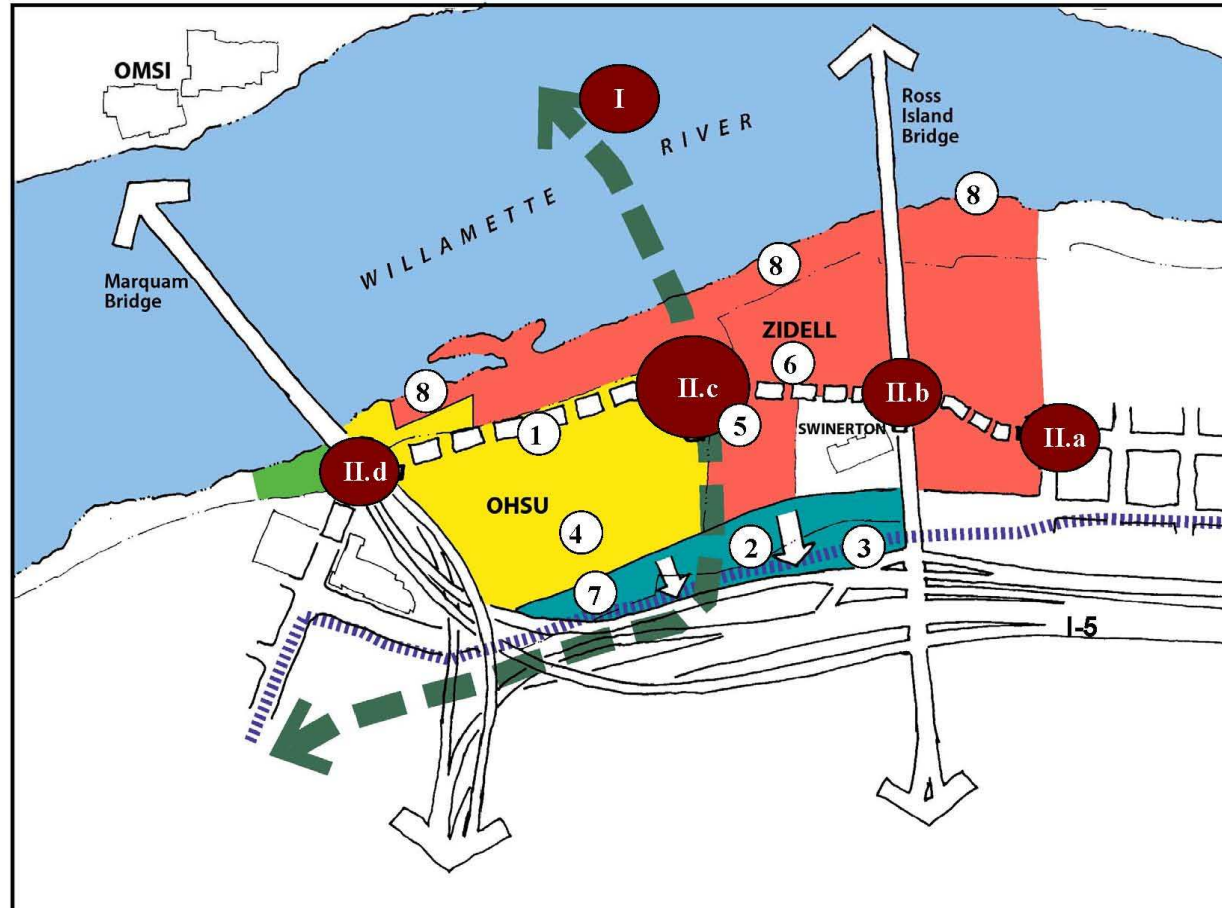 OMSI
I
Ross
Island
Bridge
WILLAMETTE RIVER
8
8
Marquam
Bridge
ZIDELL
6
II.c
II.b
8
1
5
SWINERTON
II.a
II.d
OHSU
4
2
3
7
I-5